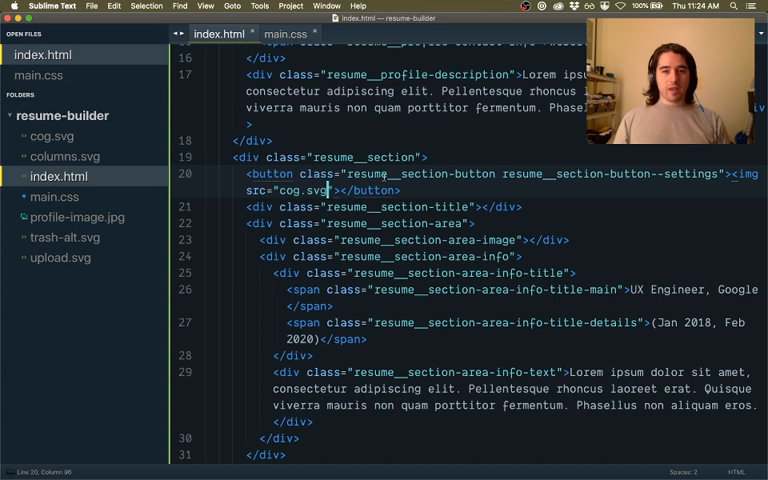 Sublime Text File Edit Selection Find View Goto Tools Project Window Help 100% Thu 11:24 AM
index.html — resume-builder
OPEN FILES
index.html
main.css
FOLDERS
resume-builder
cog.svg
columns.svg
index.html
main.css
profile-image.jpg
trash-alt.svg
upload.svg
index.html main.css
16 </div>
17 <div class="resume__profile-description">Lorem ipsu
consectetur adipiscing elit. Pellentesque rhoncus l
viverra mauris non quam porttitor fermentum. Phasel
>
18 </div>
19 <div class="resume__section">
20 <button class="resume__section-button resume__section-button--settings"><img
src="cog.svg"></button>
21 <div class="resume__section-title"></div>
22 <div class="resume__section-area">
23 <div class="resume__section-area-image"></div>
24 <div class="resume__section-area-info">
25 <div class="resume__section-area-info-title">
26 <span class="resume__section-area-info-title-main">UX Engineer, Google
</span>
27 <span class="resume__section-area-info-title-details">(Jan 2018, Feb
2020)</span>
28 </div>
29 <div class="resume__section-area-info-text">Lorem ipsum dolor sit amet,
consectetur adipiscing elit. Pellentesque rhoncus laoreet erat. Quisque
viverra mauris non quam porttitor fermentum. Phasellus non aliquam eros.
30 </div>
31 </div>
Line 20, Column 96 Spaces: 2 HTML